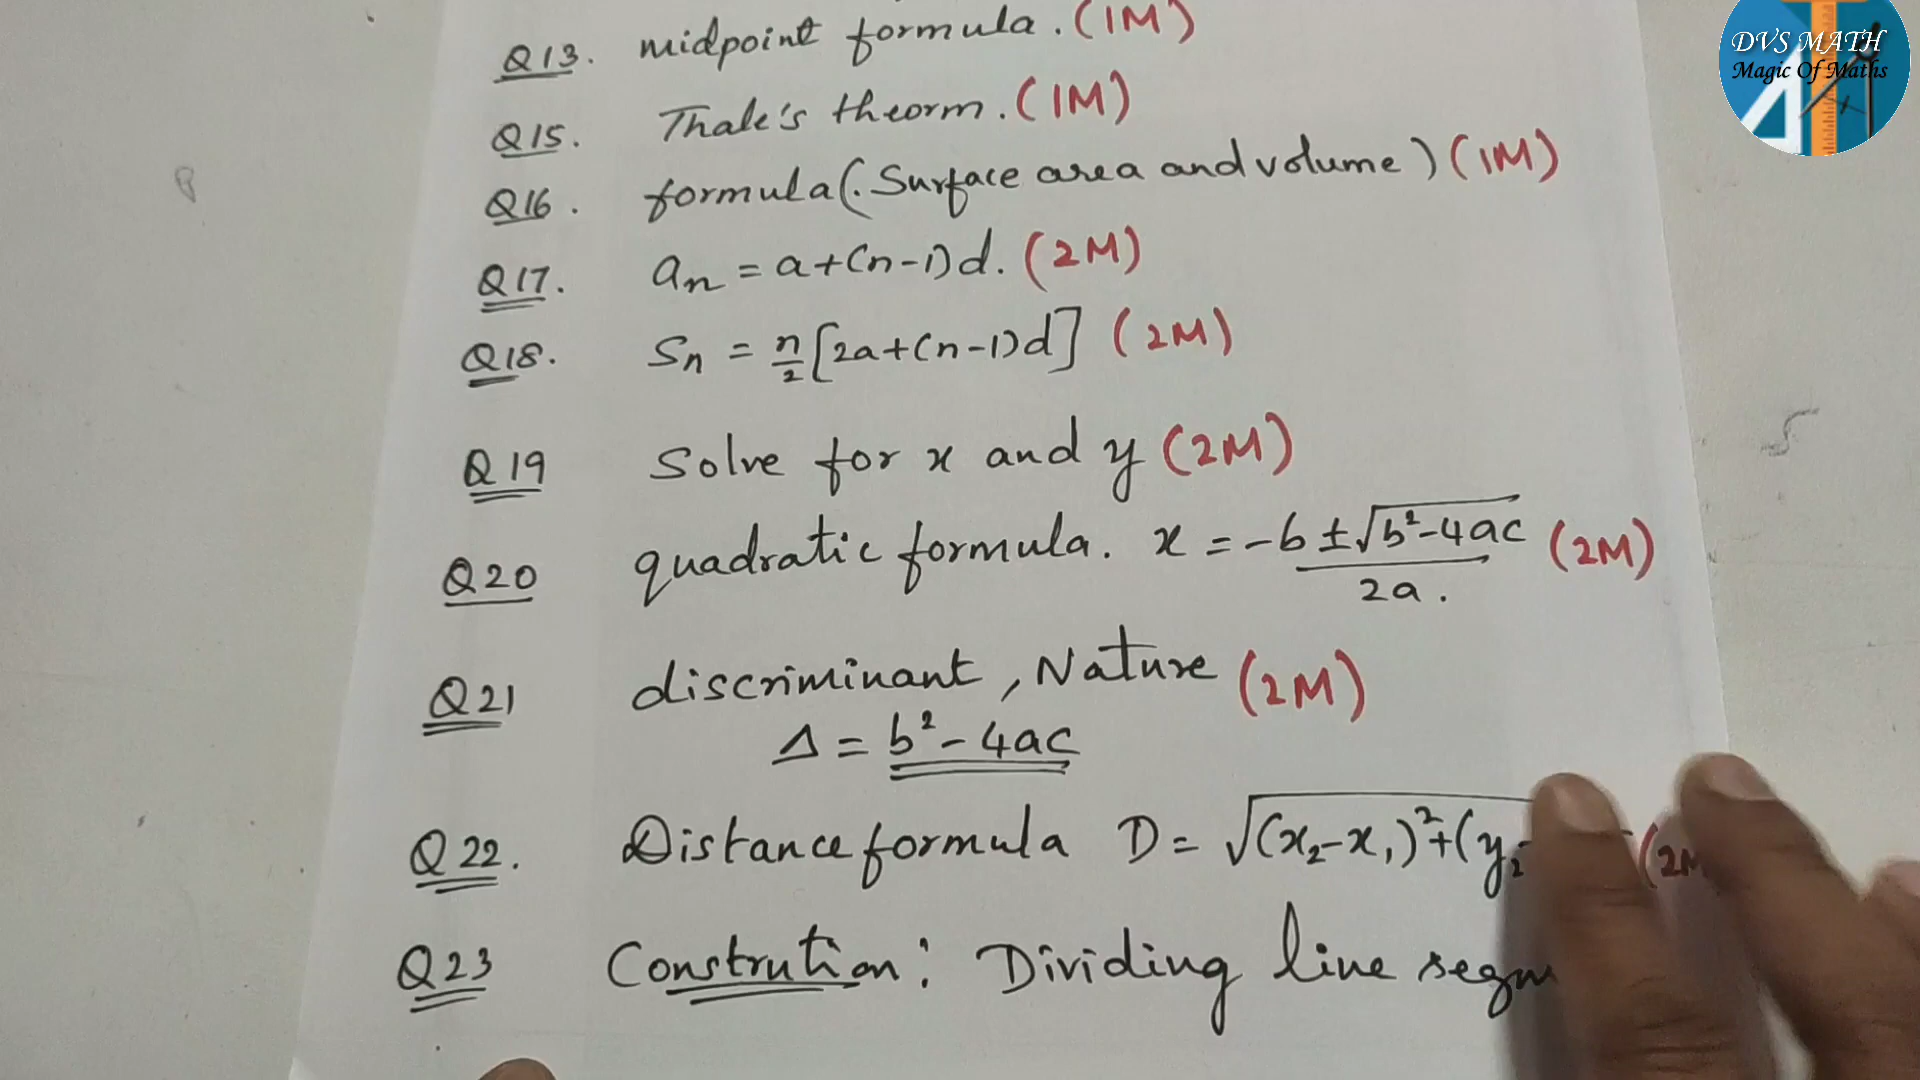 DVS MATH
Magic Of Maths
Q13. midpoint formula. (1M)
Q15. Thale's theorm. (1M)
Q16. formula (. Surface area and volume) (1M)
Q17. an = a+(n-1)d. (2M)
Q18. Sn = n/2 [2a+(n-1)d] (2M)
Q19 Solve for x and y (2M)
Q20 quadratic formula. x = -b ± √b²-4ac / 2a. (2M)
Q21 discriminant, Nature (2M)
Δ = b²-4ac
Q22. Distance formula D = √(x₂-x₁)²+(y₂ (2M
Q23 Constrution: Dividing line segm